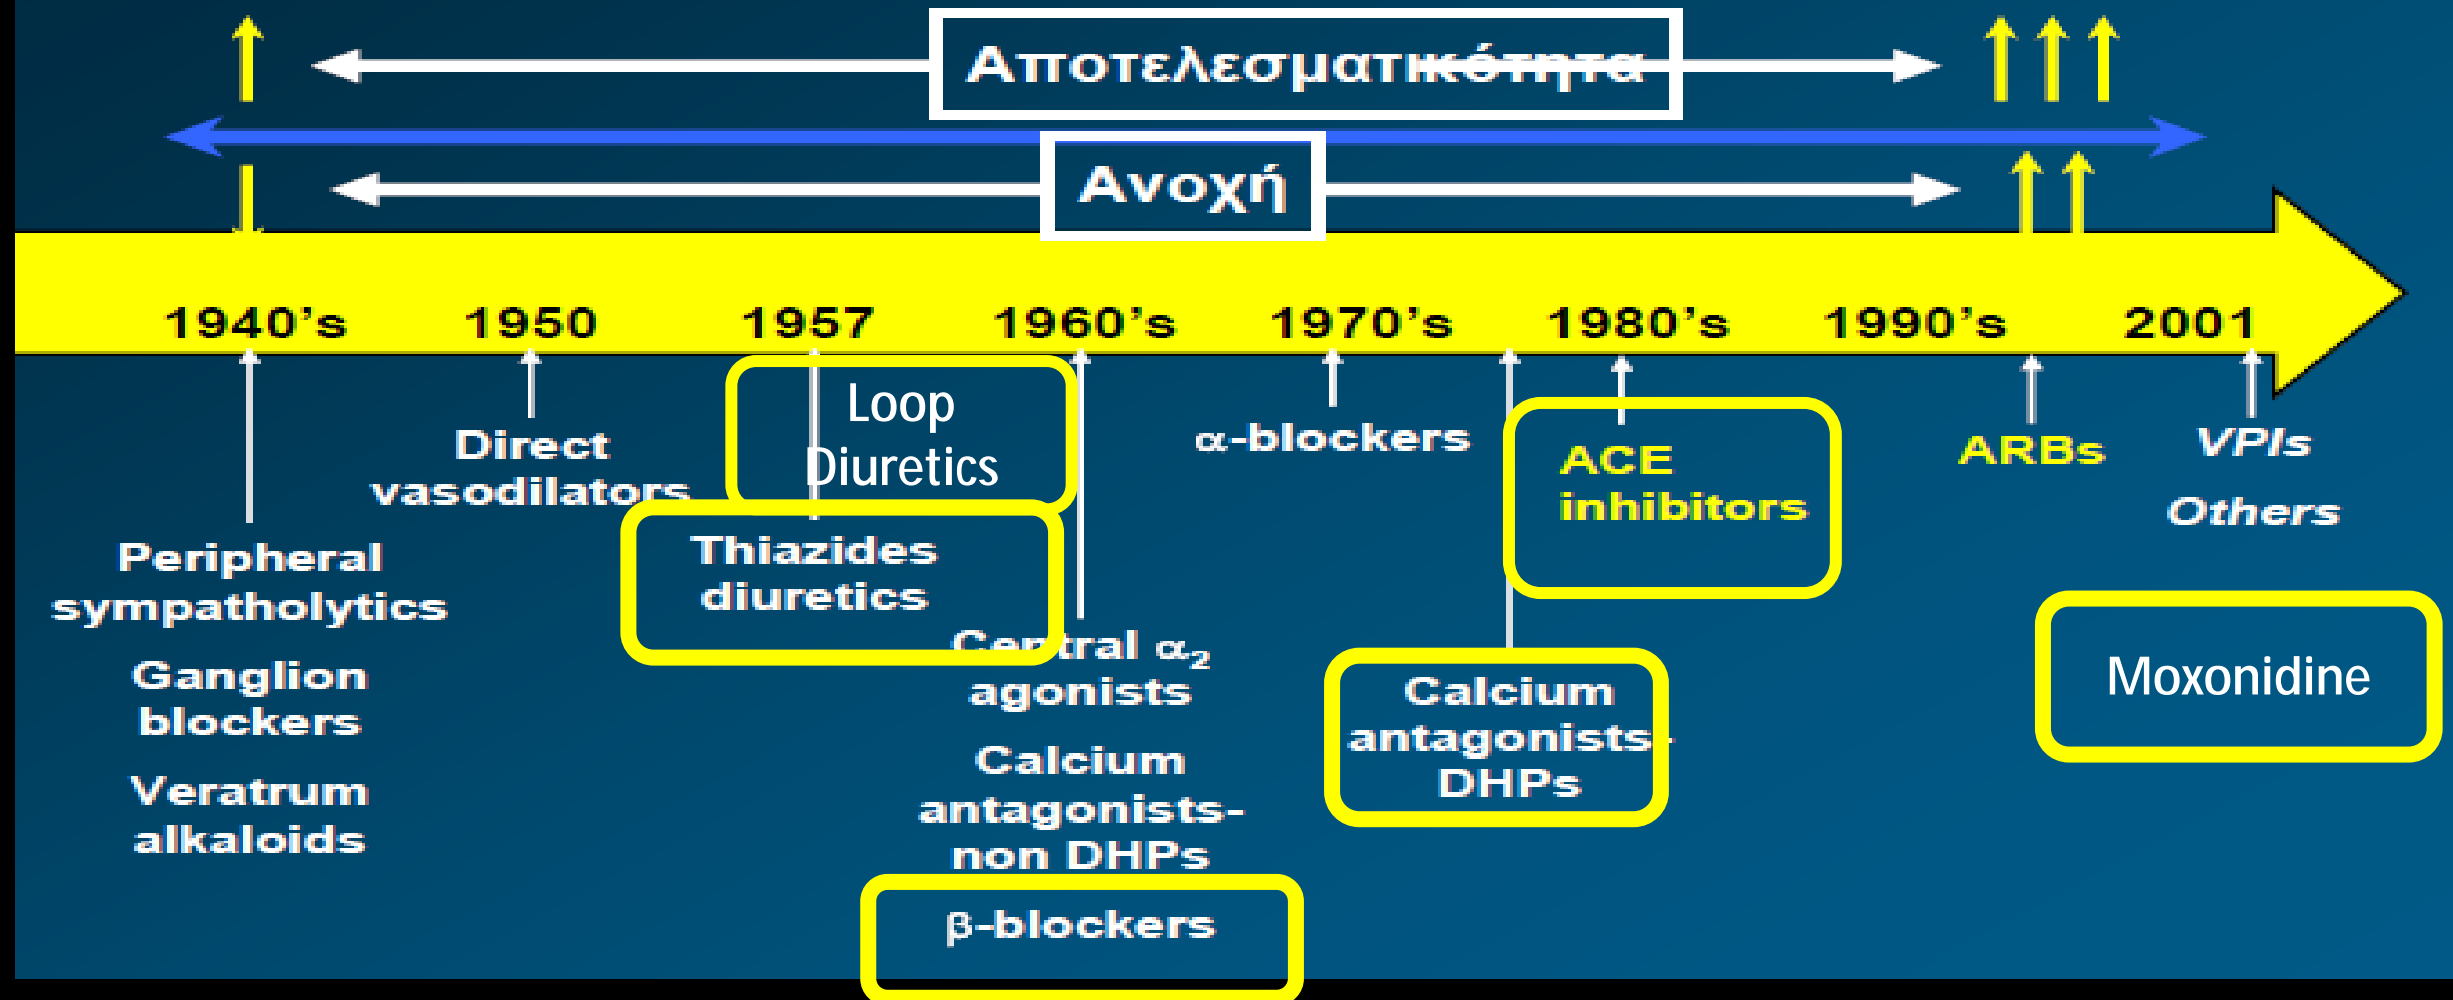 Αποτελεσματικότητα
Ανοχή
1940's 1950 1957 1960's 1970's 1980's 1990's 2001
Peripheral
sympatholytics
Ganglion
blockers
Veratrum
alkaloids
Direct
vasodilators
Loop
Diuretics
Thiazides
diuretics
Central α₂
agonists
Calcium
antagonists-
non DHPs
β-blockers
α-blockers
Calcium
antagonists-
DHPs
ACE
inhibitors
ARBs
VPIs
Others
Moxonidine